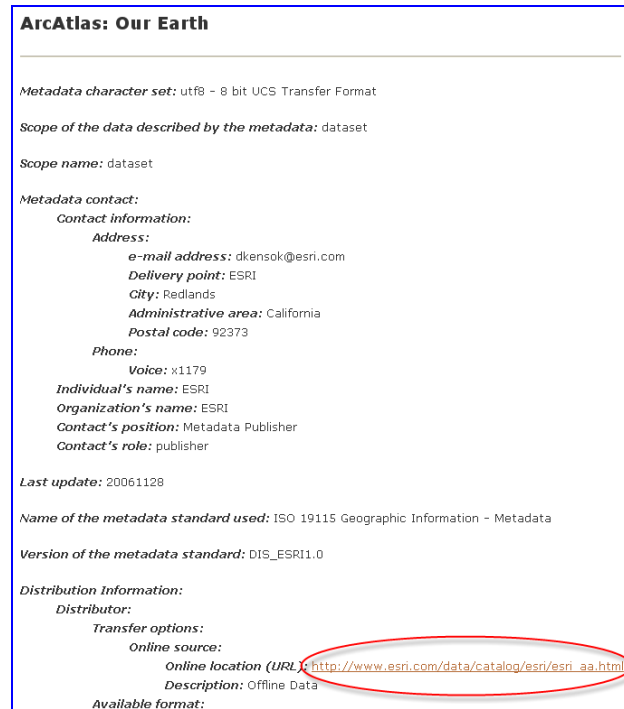 ArcAtlas: Our Earth
Metadata character set: utf8 - 8 bit UCS Transfer Format
Scope of the data described by the metadata: dataset
Scope name: dataset
Metadata contact:
Contact information:
Address:
e-mail address: dkensok@esri.com
Delivery point: ESRI
City: Redlands
Administrative area: California
Postal code: 92373
Phone:
Voice: x1179
Individual's name: ESRI
Organization's name: ESRI
Contact's position: Metadata Publisher
Contact's role: publisher
Last update: 20061128
Name of the metadata standard used: ISO 19115 Geographic Information - Metadata
Version of the metadata standard: DIS_ESRI1.0
Distribution Information:
Distributor:
Transfer options:
Online source:
Online location (URL): http://www.esri.com/data/catalog/esri/esri_aa.html
Description: Offline Data
Available format: